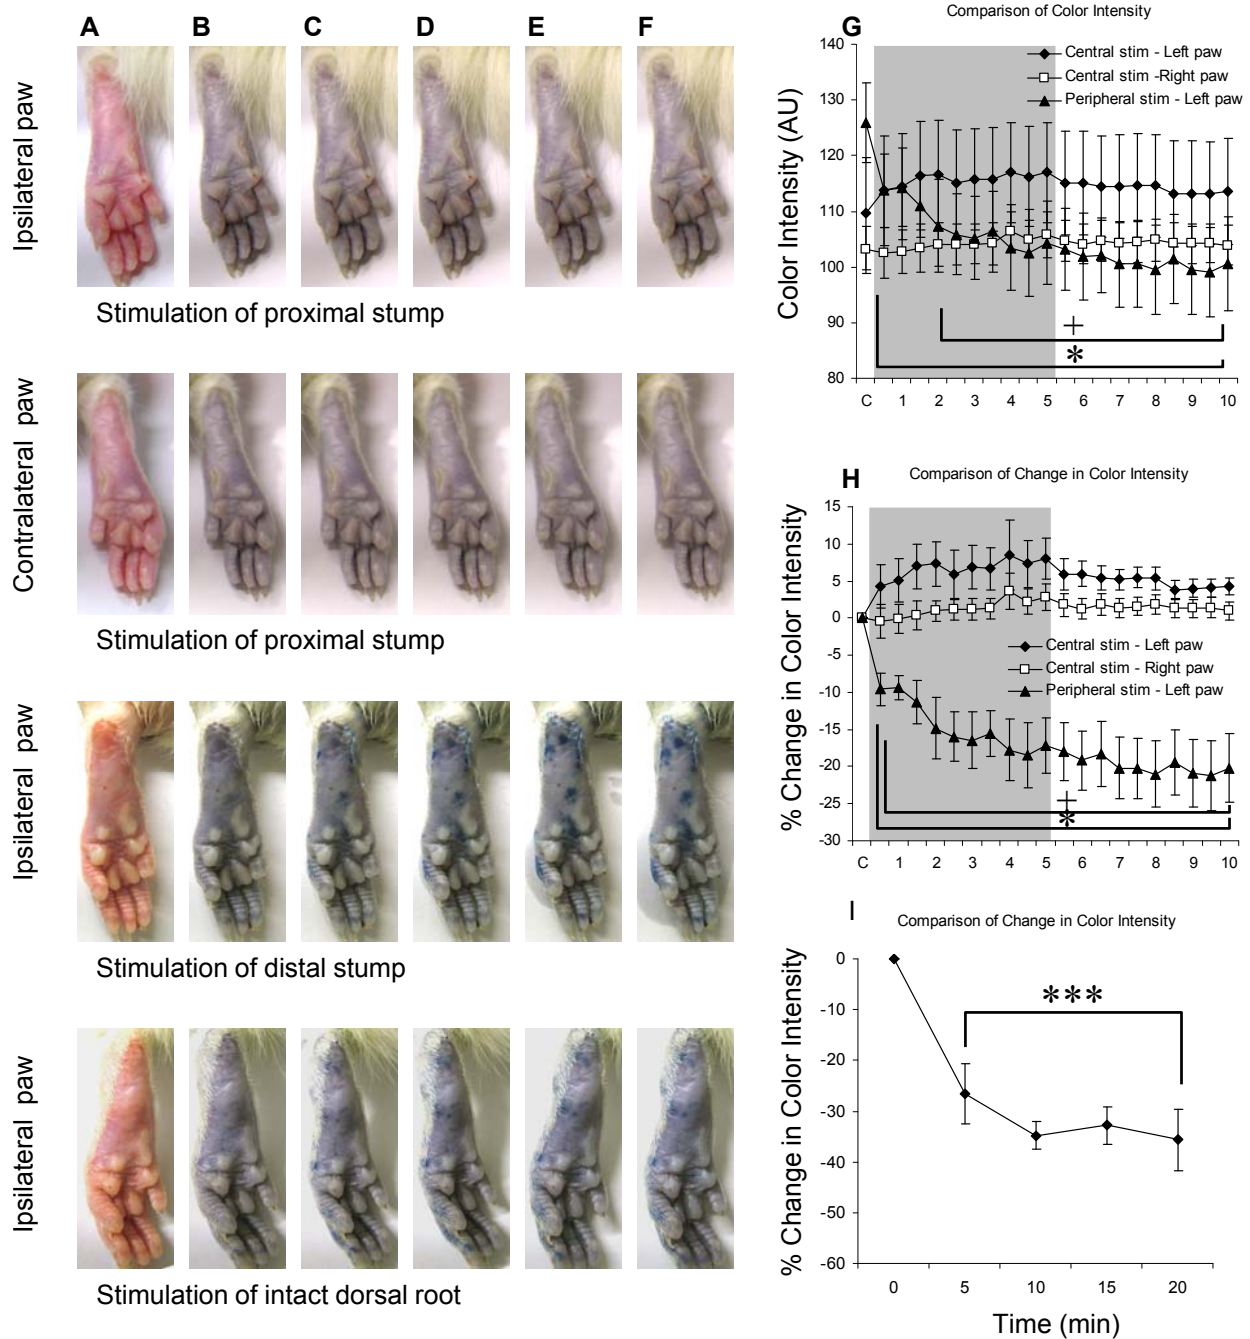 A B C D E F
Ipsilateral paw
Stimulation of proximal stump
Contralateral paw
Stimulation of proximal stump
Ipsilateral paw
Stimulation of distal stump
Ipsilateral paw
Stimulation of intact dorsal root
G
Comparison of Color Intensity
Color Intensity (AU)
140
130
120
110
100
90
80
Central stim - Left paw
Central stim -Right paw
Peripheral stim - Left paw
+
*
C 1 2 3 4 5 6 7 8 9 10
H
Comparison of Change in Color Intensity
% Change in Color Intensity
15
10
5
0
-5
-10
-15
-20
-25
-30
Central stim - Left paw
Central stim - Right paw
Peripheral stim - Left paw
+
*
C 1 2 3 4 5 6 7 8 9 10
I
Comparison of Change in Color Intensity
% Change in Color Intensity
0
-10
-20
-30
-40
-50
-60
***
0 5 10 15 20
Time (min)